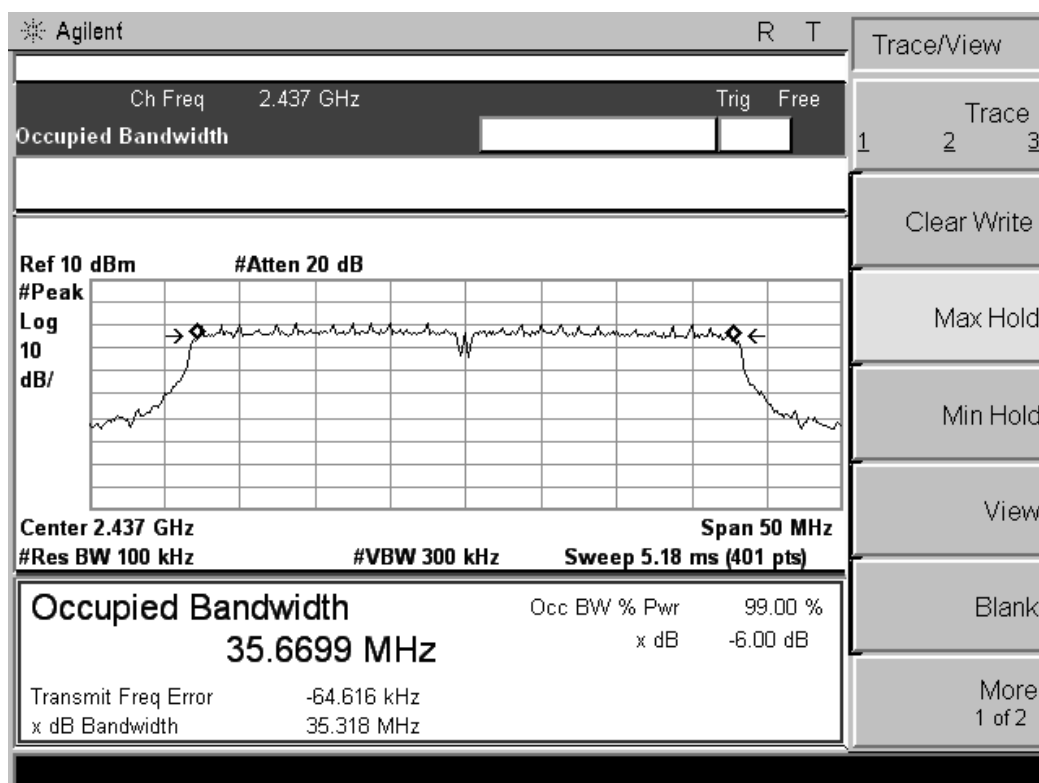 Agilent R T
Trace/View
Ch Freq 2.437 GHz Trig Free
Occupied Bandwidth
Trace
1 2 3
Clear Write
Ref 10 dBm #Atten 20 dB
#Peak
Log
10
dB/
Max Hold
Min Hold
View
Center 2.437 GHz Span 50 MHz
#Res BW 100 kHz #VBW 300 kHz Sweep 5.18 ms (401 pts)
Occupied Bandwidth Occ BW % Pwr 99.00 %
35.6699 MHz x dB -6.00 dB
Blank
Transmit Freq Error -64.616 kHz
x dB Bandwidth 35.318 MHz
More
1 of 2